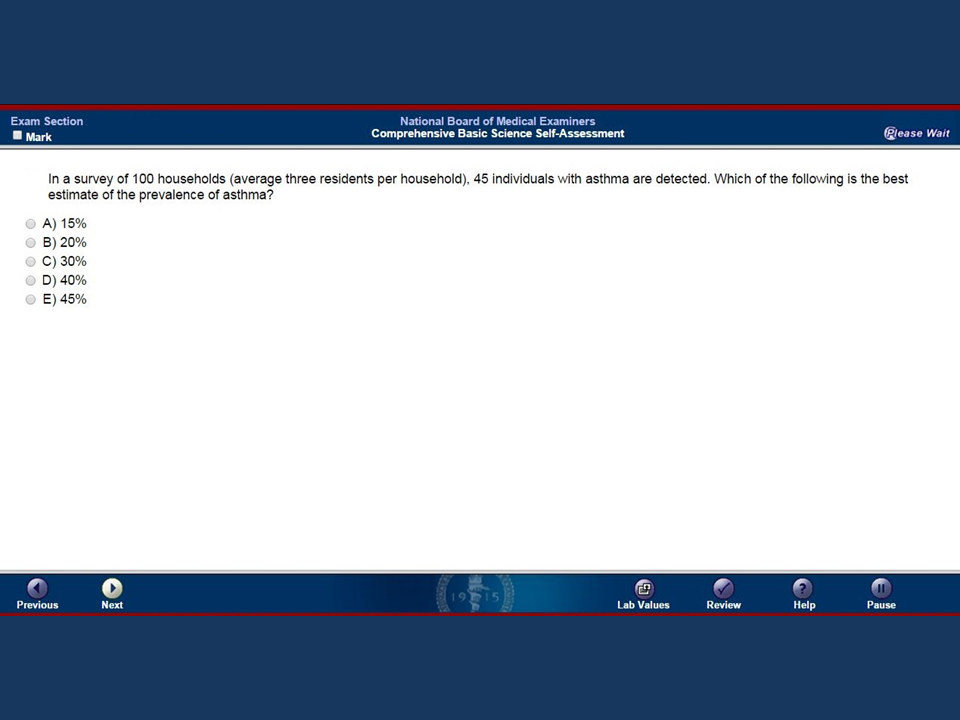 Exam Section
Mark
National Board of Medical Examiners
Comprehensive Basic Science Self-Assessment
Please Wait
In a survey of 100 households (average three residents per household), 45 individuals with asthma are detected. Which of the following is the best
estimate of the prevalence of asthma?
A) 15%
B) 20%
C) 30%
D) 40%
E) 45%
1915
Previous
Next
Lab Values
Review
Help
Pause